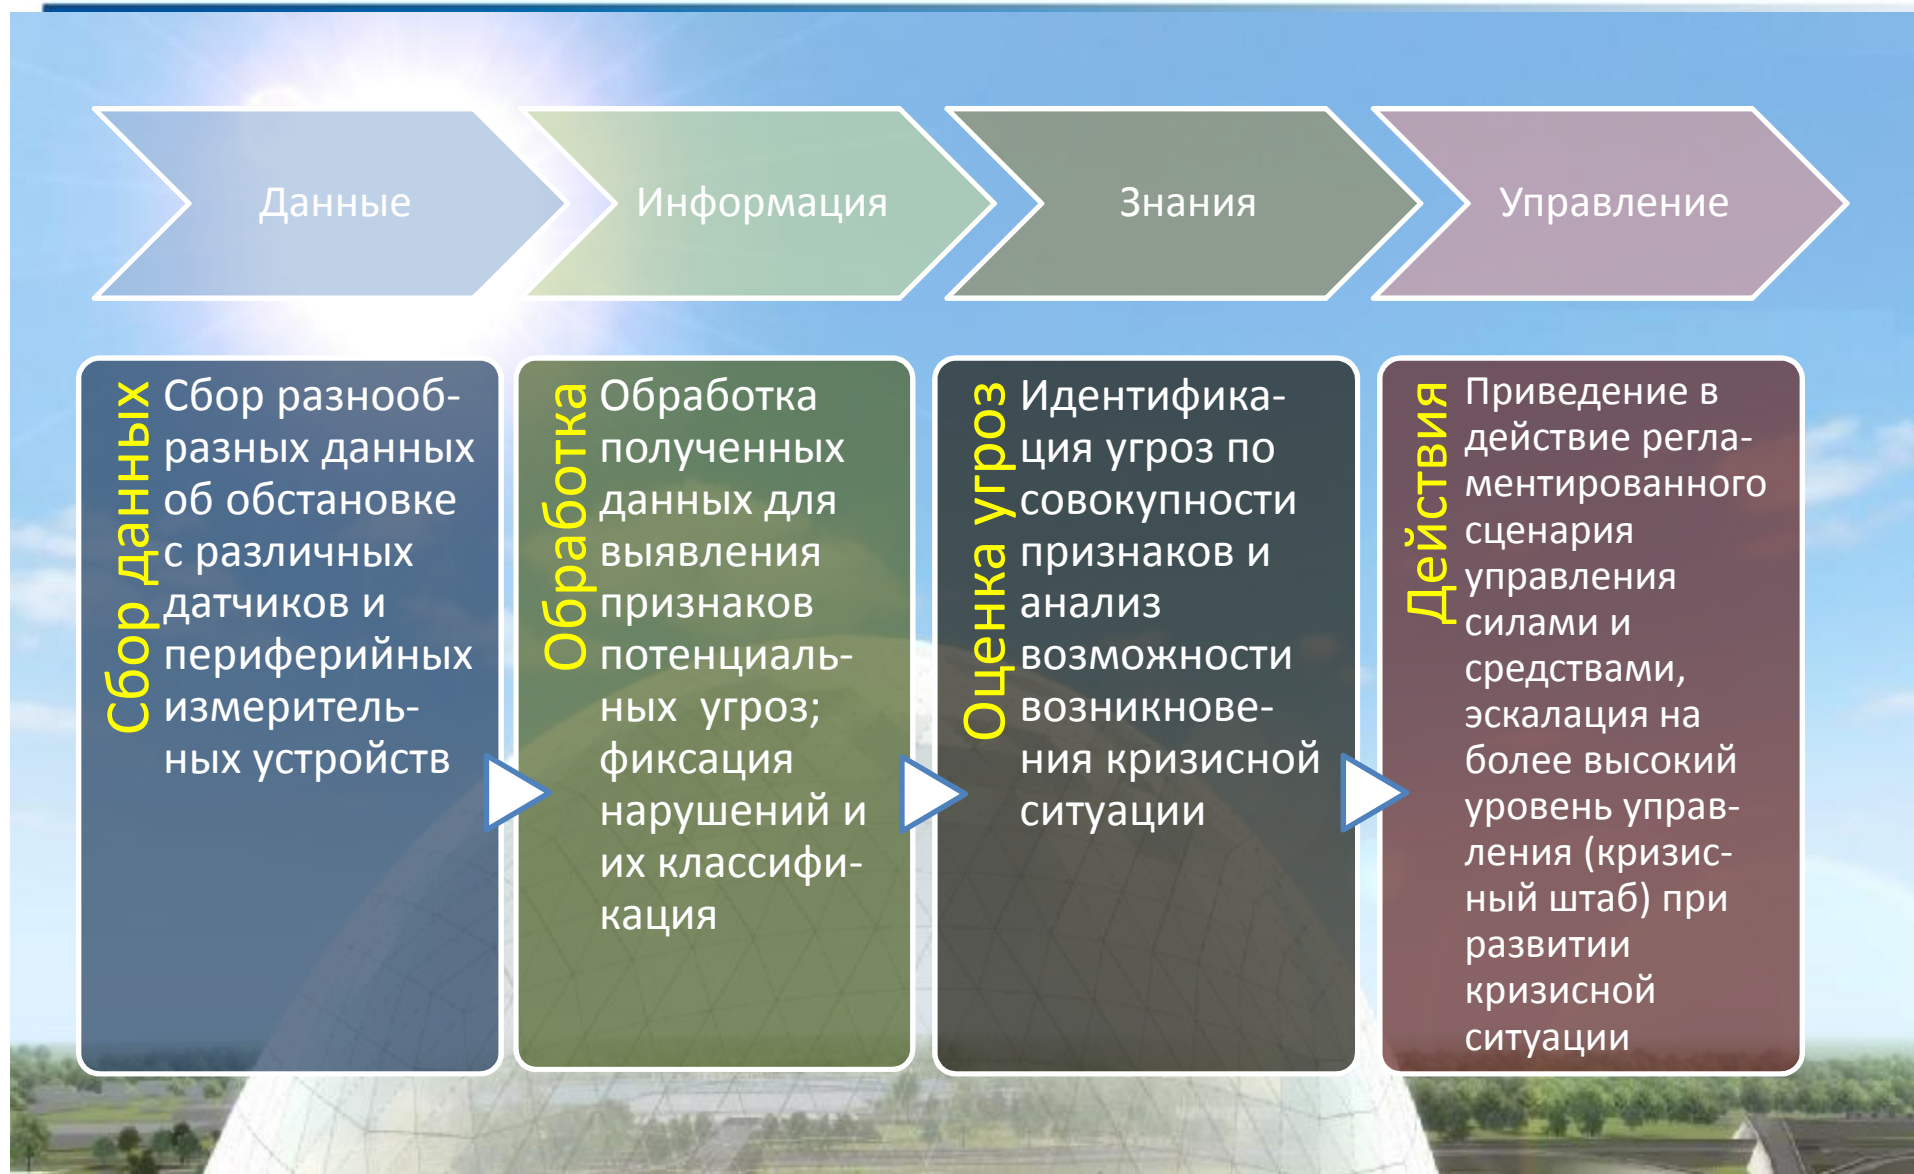 Данные
Информация
Знания
Управление
Сбор данных
Сбор разнооб-
разных данных
об обстановке
с различных
датчиков и
периферийных
измеритель-
ных устройств
Обработка
Обработка
полученных
данных для
выявления
признаков
потенциаль-
ных угроз;
фиксация
нарушений и
их классифи-
кация
Оценка угроз
Идентифика-
ция угроз по
совокупности
признаков и
анализ
возможности
возникнове-
ния кризисной
ситуации
Действия
Приведение в
действие регла-
ментированного
сценария
управления
силами и
средствами,
эскалация на
более высокий
уровень управ-
ления (кризис-
ный штаб) при
развитии
кризисной
ситуации